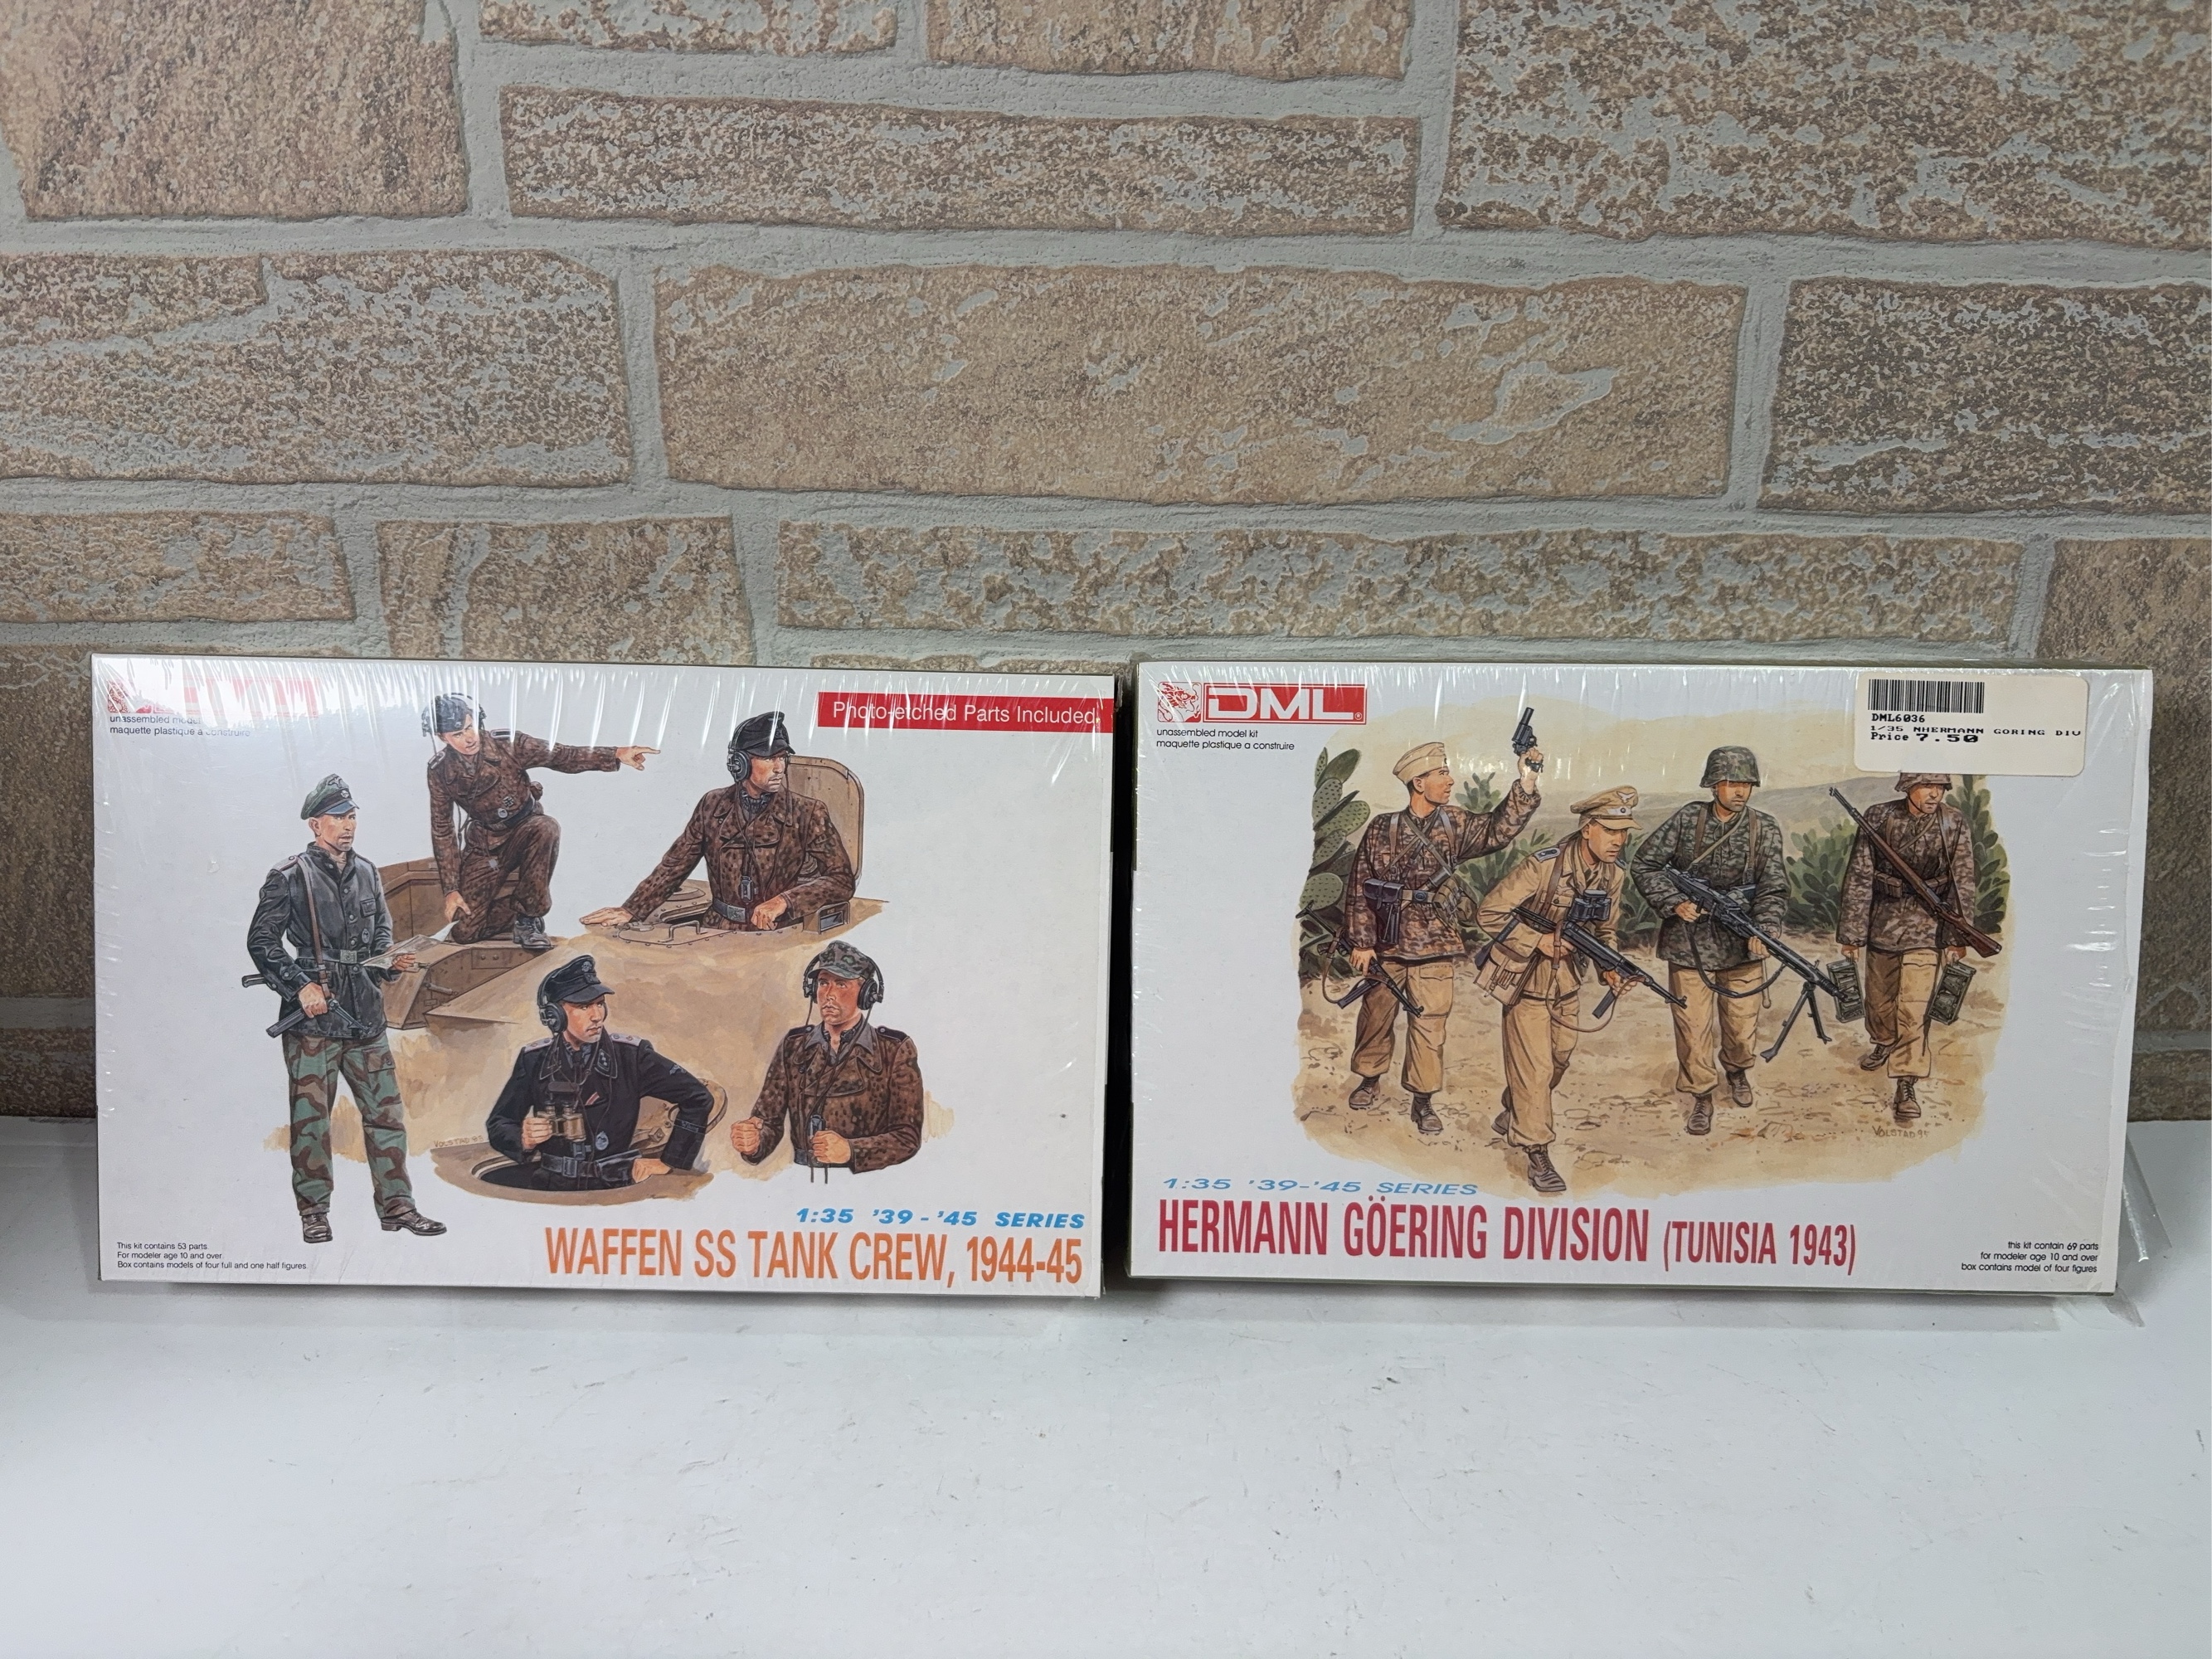 unassembled model
maquette plastique a construire
Photo-etched Parts Included
VOLSTAD 95
1:35 '39-'45 SERIES
WAFFEN SS TANK CREW, 1944-45
This kit contains 53 parts
For modeler age 10 and over
Box contains models of four full and one half figures.
DML
unassembled model kit
maquette plastique a construire
DML6036
1/35 NHERMANN GORING DIV
Price 7.50
VOLSTAD
1:35 '39-'45 SERIES
HERMANN GÖERING DIVISION (TUNISIA 1943)
this kit contain 69 parts
for modeler age 10 and over
box contains model of four figures